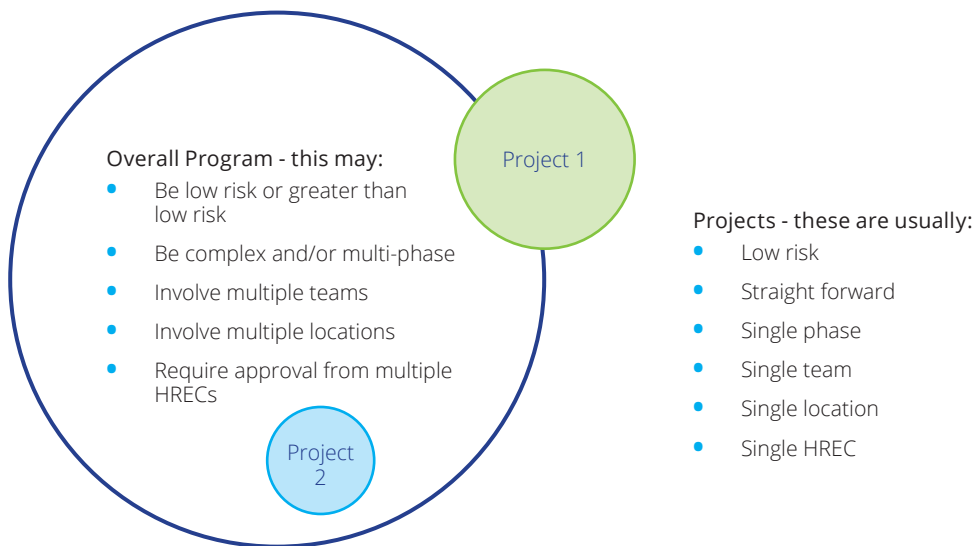 Overall Program - this may:
Be low risk or greater than
low risk
Be complex and/or multi-phase
Involve multiple teams
Involve multiple locations
Require approval from multiple
HRECs
Project 1
Project
2
Projects - these are usually:
Low risk
Straight forward
Single phase
Single team
Single location
Single HREC